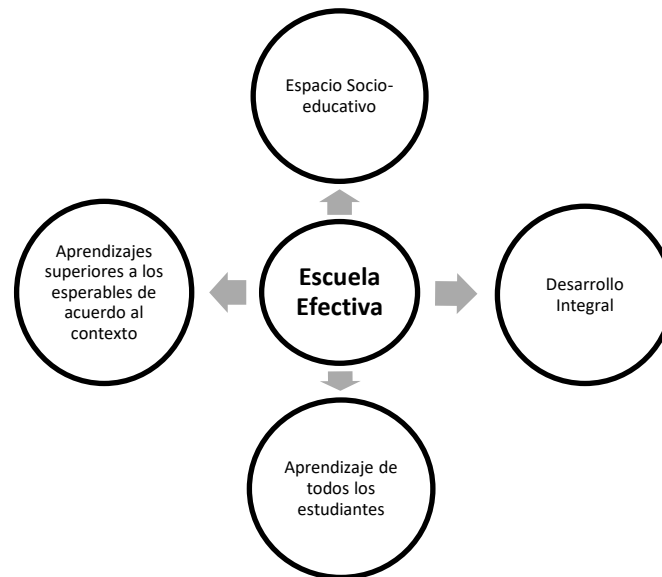 Espacio Socio-
educativo
Aprendizajes
superiores a los
esperables de
acuerdo al
contexto
Escuela
Efectiva
Desarrollo
Integral
Aprendizaje de
todos los
estudiantes